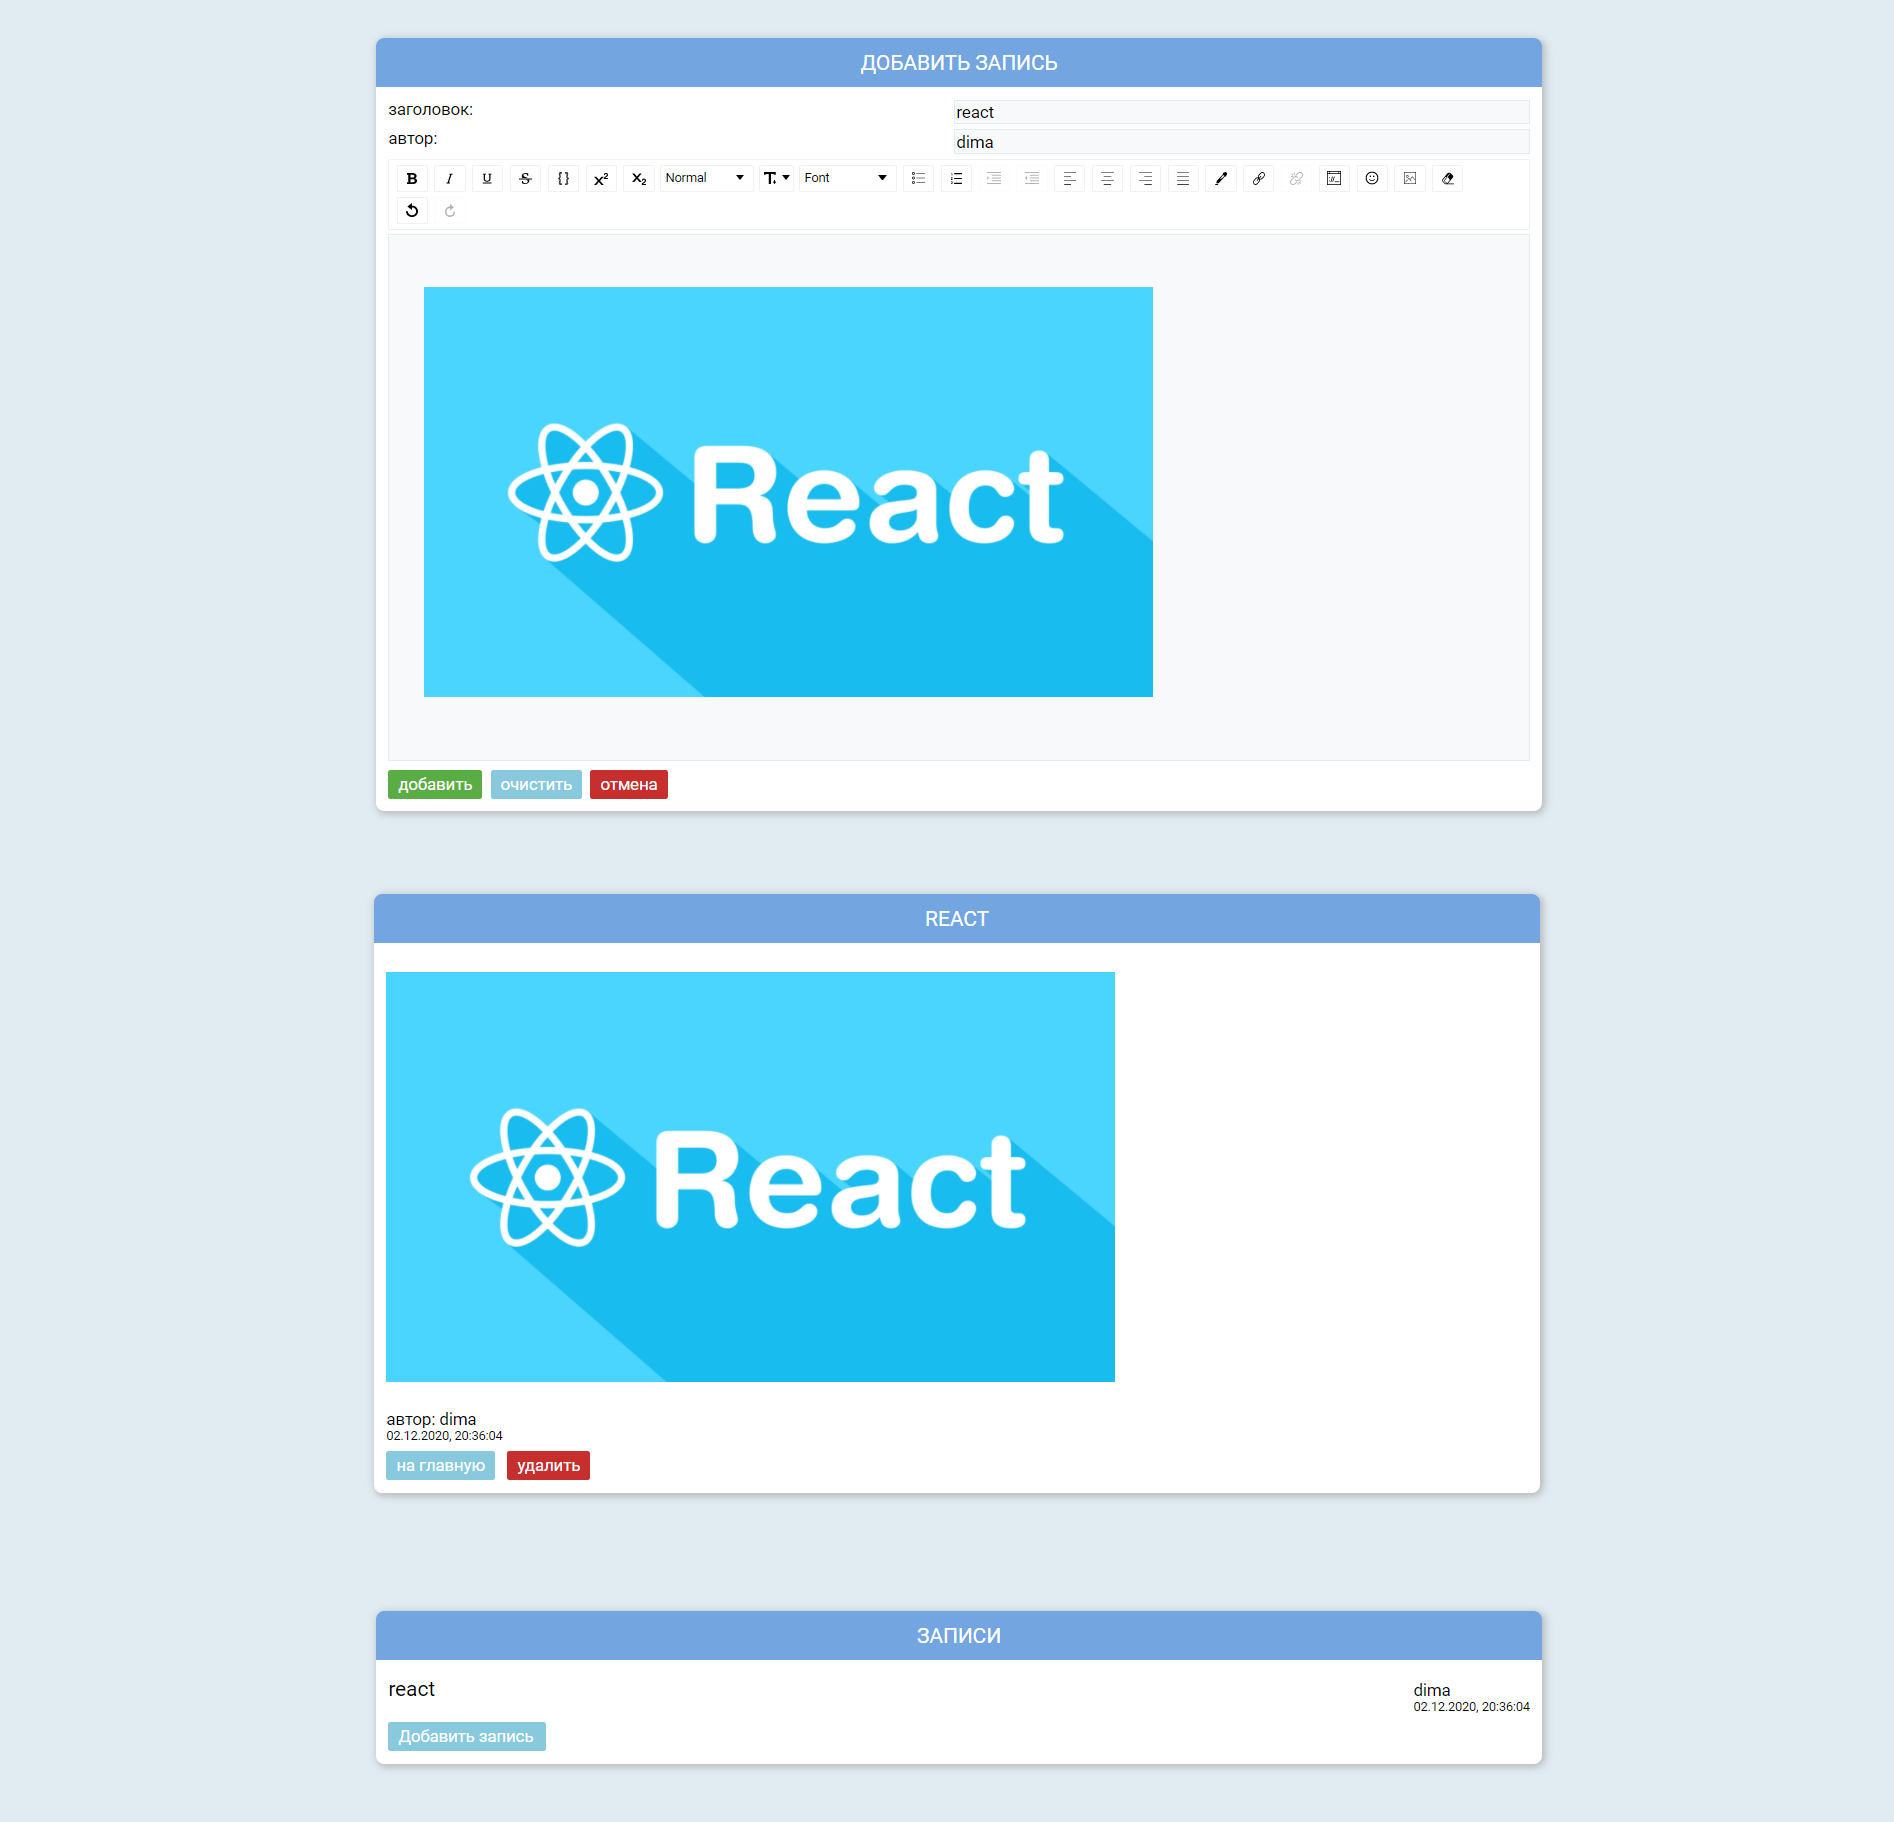 ДОБАВИТЬ ЗАПИСЬ
заголовок: react
автор: dima
B I U S {} x² x₂ Normal T Font
React
добавить очистить отмена
REACT
React
автор: dima
02.12.2020, 20:36:04
на главную удалить
ЗАПИСИ
react dima
02.12.2020, 20:36:04
Добавить запись